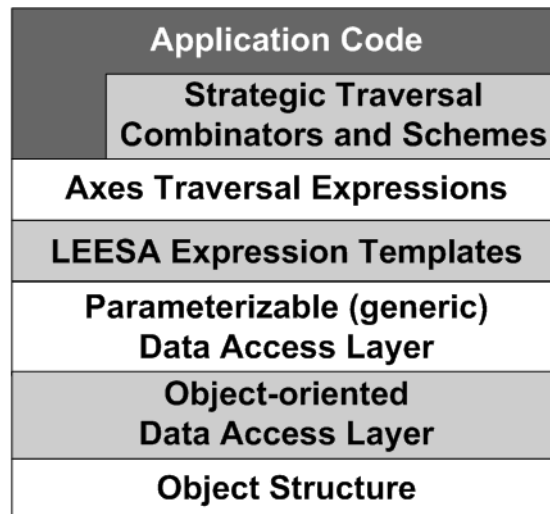 Application Code
Strategic Traversal
Combinators and Schemes
Axes Traversal Expressions
LEESA Expression Templates
Parameterizable (generic)
Data Access Layer
Object-oriented
Data Access Layer
Object Structure